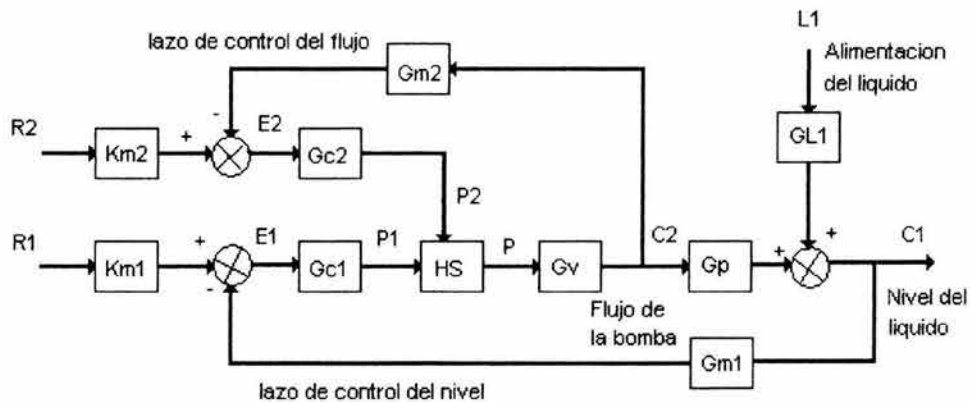 L1
lazo de control del flujo
Gm2
Alimentacion
del liquido
-
E2
R2
Km2
+
Gc2
GL1
P2
R1
Km1
+
E1
Gc1
P1
HS
P
Gv
C2
Gp
+
+
C1
-
Flujo de
la bomba
Nivel del
liquido
Gm1
lazo de control del nivel